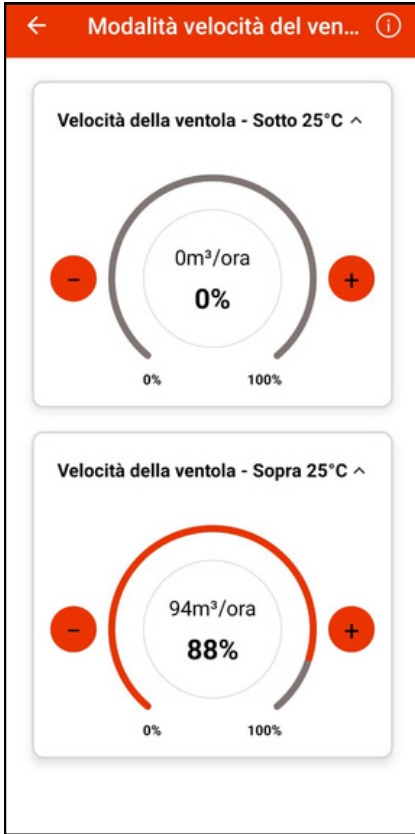 Modalità velocità del ven...
Velocità della ventola - Sotto 25°C
0m³/ora
0%
0% 100%
Velocità della ventola - Sopra 25°C
94m³/ora
88%
0% 100%